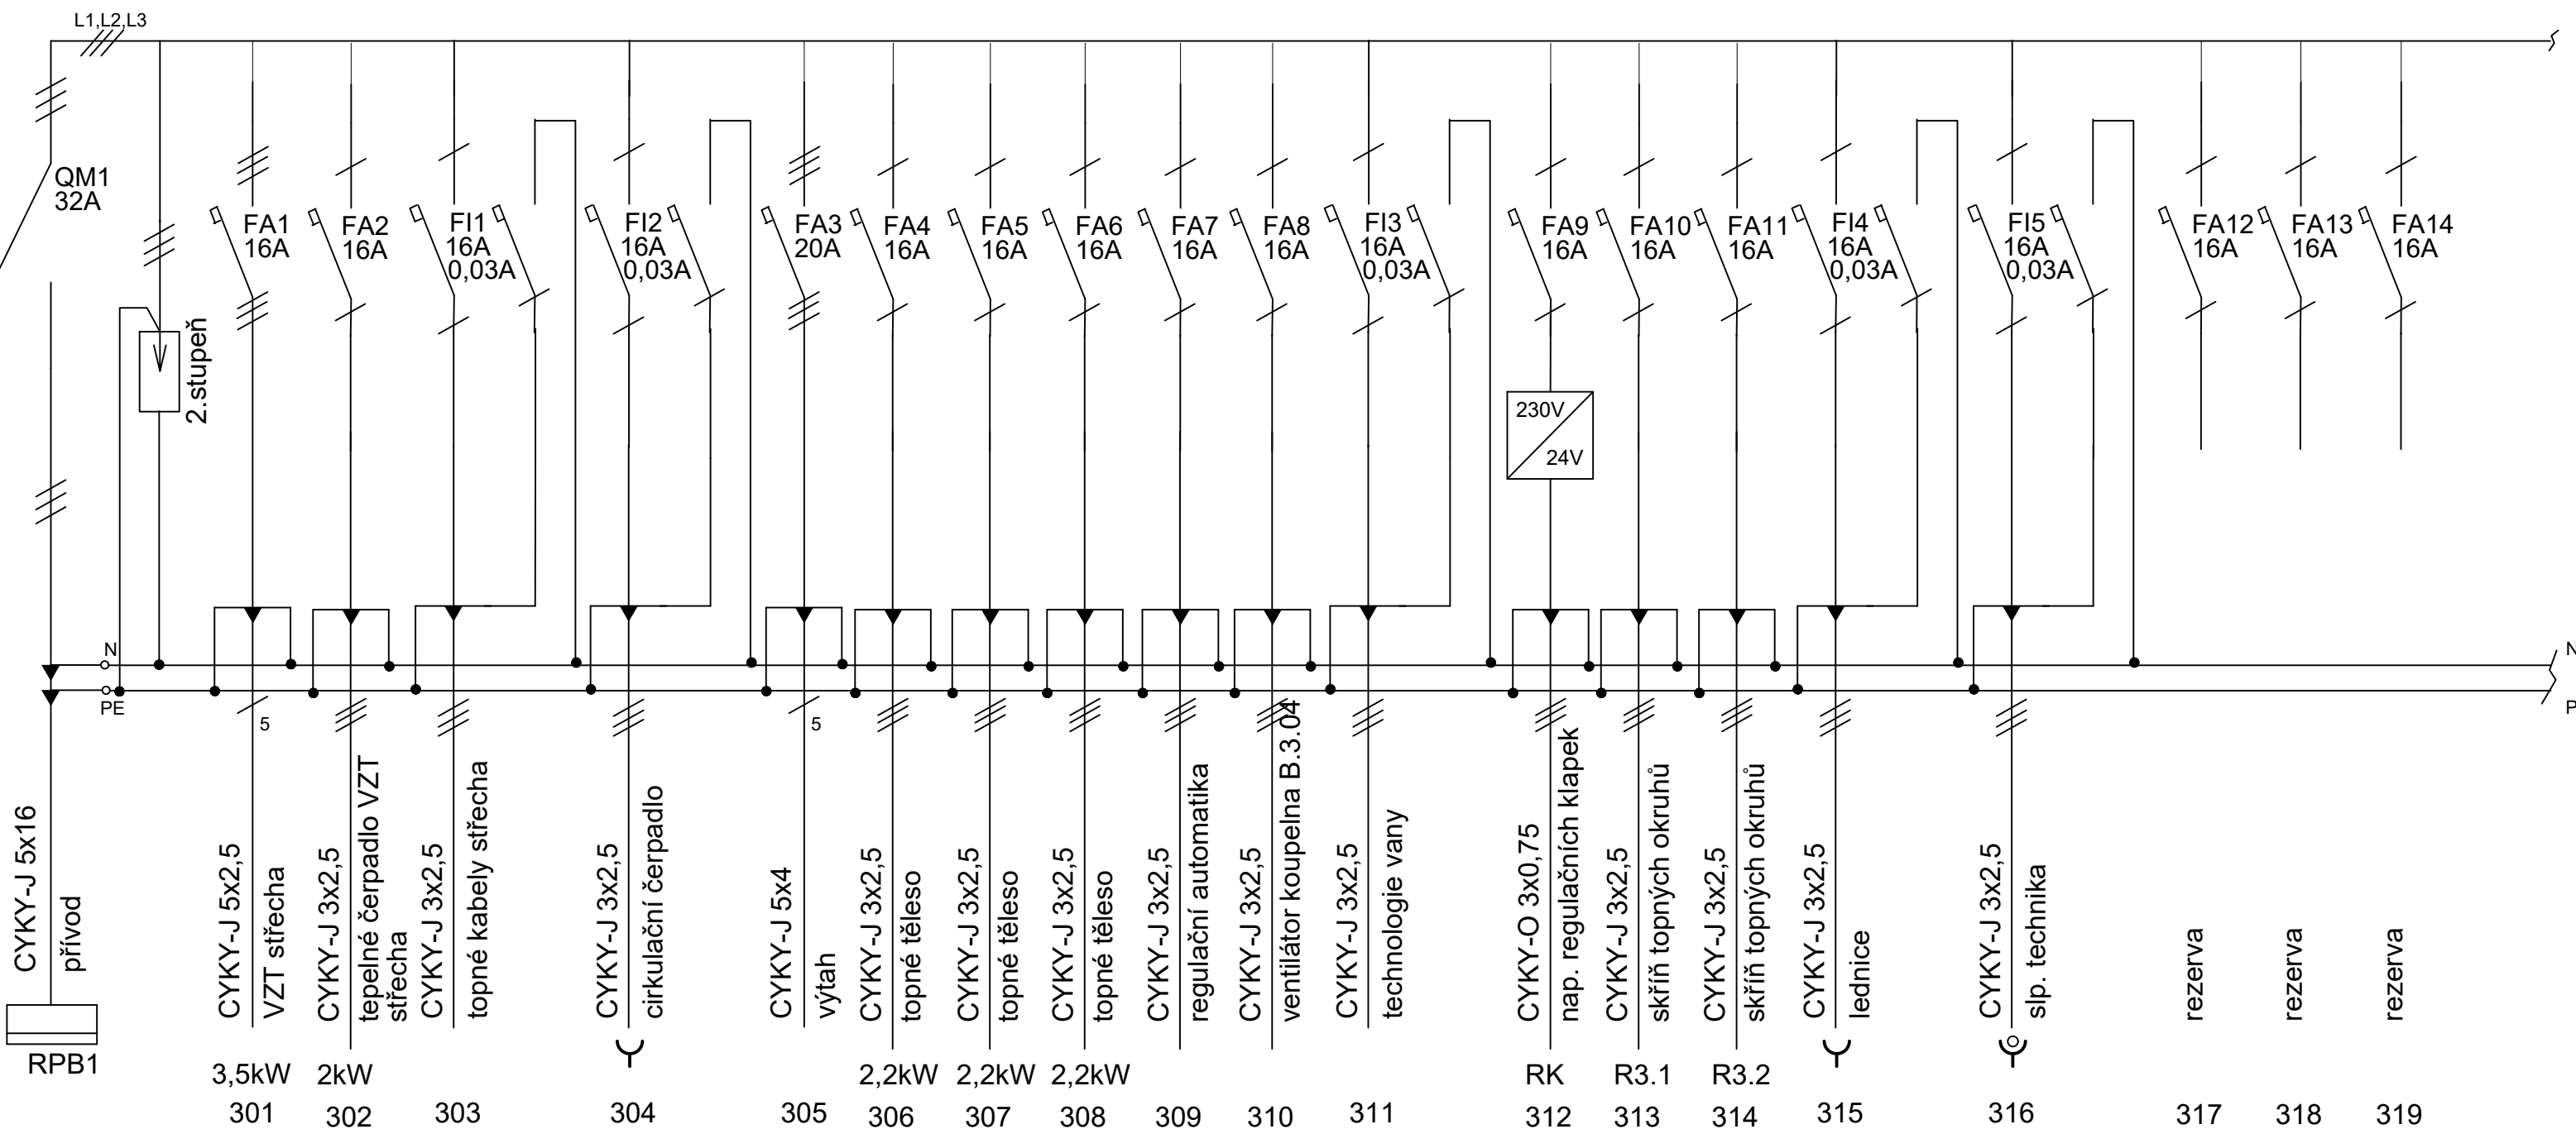 L1,L2,L3
QM1
32A
2.stupeň
FA1
16A
FA2
16A
FI1
16A
0,03A
FI2
16A
0,03A
FA3
20A
FA4
16A
FA5
16A
FA6
16A
FA7
16A
FA8
16A
FI3
16A
0,03A
FA9
16A
FA10
16A
FA11
16A
FI4
16A
0,03A
FI5
16A
0,03A
FA12
16A
FA13
16A
FA14
16A
230V
24V
N
PE
N
P
5
5
CYKY-J 5x16
přívod
CYKY-J 5x2,5
VZT střecha
CYKY-J 3x2,5
tepelné čerpadlo VZT
střecha
CYKY-J 3x2,5
topné kabely střecha
CYKY-J 3x2,5
cirkulační čerpadlo
CYKY-J 5x4
výtah
CYKY-J 3x2,5
topné těleso
CYKY-J 3x2,5
topné těleso
CYKY-J 3x2,5
topné těleso
CYKY-J 3x2,5
regulační automatika
CYKY-J 3x2,5
ventilátor koupelna B.3.04
CYKY-J 3x2,5
technologie vany
CYKY-O 3x0,75
nap. regulačních klapek
CYKY-J 3x2,5
skříň topných okruhů
CYKY-J 3x2,5
skříň topných okruhů
CYKY-J 3x2,5
lednice
CYKY-J 3x2,5
slp. technika
rezerva
rezerva
rezerva
RPB1
3,5kW
2kW
2,2kW
2,2kW
2,2kW
RK
R3.1
R3.2
301
302
303
304
305
306
307
308
309
310
311
312
313
314
315
316
317
318
319